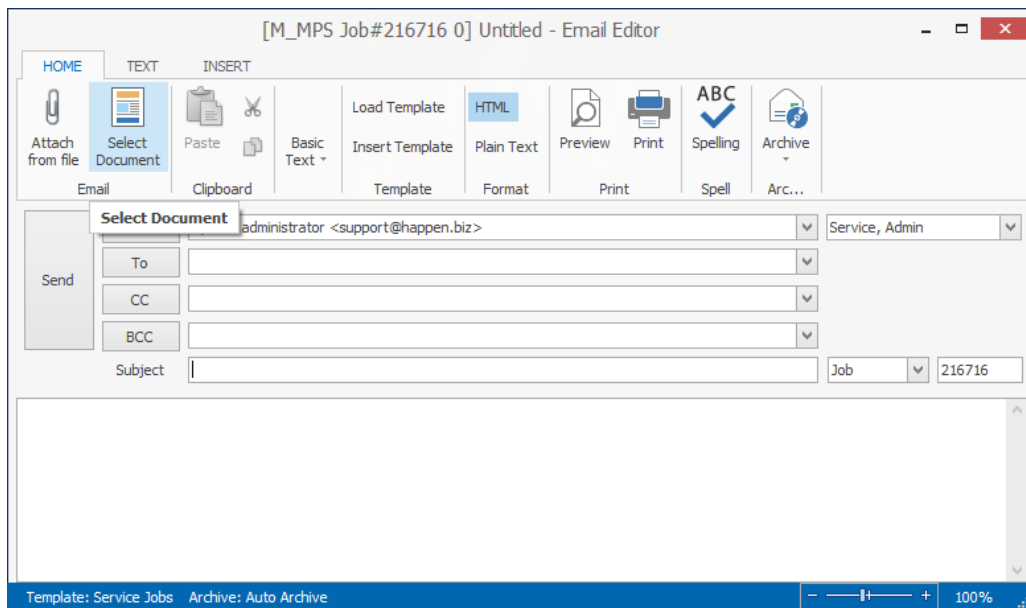 [M_MPS Job#216716 0] Untitled - Email Editor
HOME TEXT INSERT
Attach from file
Select Document
Paste
Basic Text
Load Template
Insert Template
HTML
Plain Text
Preview
Print
ABC
Spelling
Archive
Email Clipboard Template Format Print Spell Arc...
Select Document
administrator <support@happen.biz>
Service, Admin
Send
To
CC
BCC
Subject
Job
216716
Template: Service Jobs Archive: Auto Archive
100%